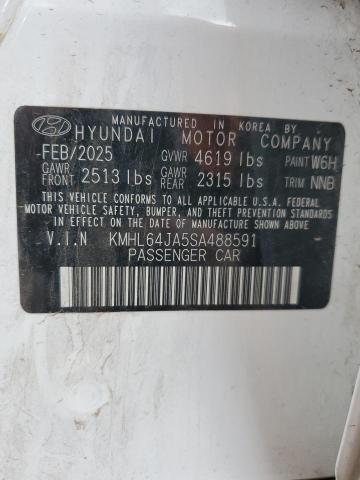 MANUFACTURED IN KOREA BY
HYUNDAI MOTOR COMPANY
FEB/2025 GVWR 4619 lbs PAINT W6H
GAWR FRONT 2513 lbs GAWR REAR 2315 lbs TRIM NNB
THIS VEHICLE CONFORMS TO ALL APPLICABLE U.S.A. FEDERAL
MOTOR VEHICLE SAFETY, BUMPER, AND THEFT PREVENTION STANDARDS
IN EFFECT ON THE DATE OF MANUFACTURE SHOWN ABOVE.
V.I.N KMHL64JA5SA488591
PASSENGER CAR